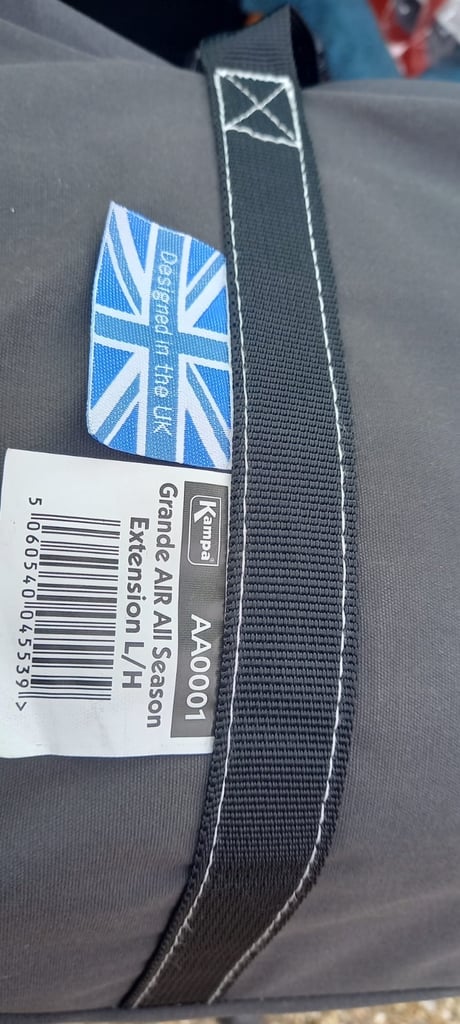 Designed in the UK
Kampa AA0001
Grande AIR All Season
Extension L/H
5 060540 045539 >